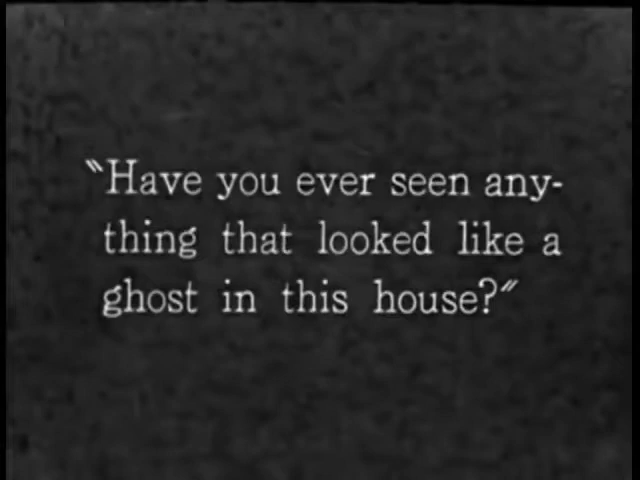 "Have you ever seen any-
thing that looked like a
ghost in this house?"